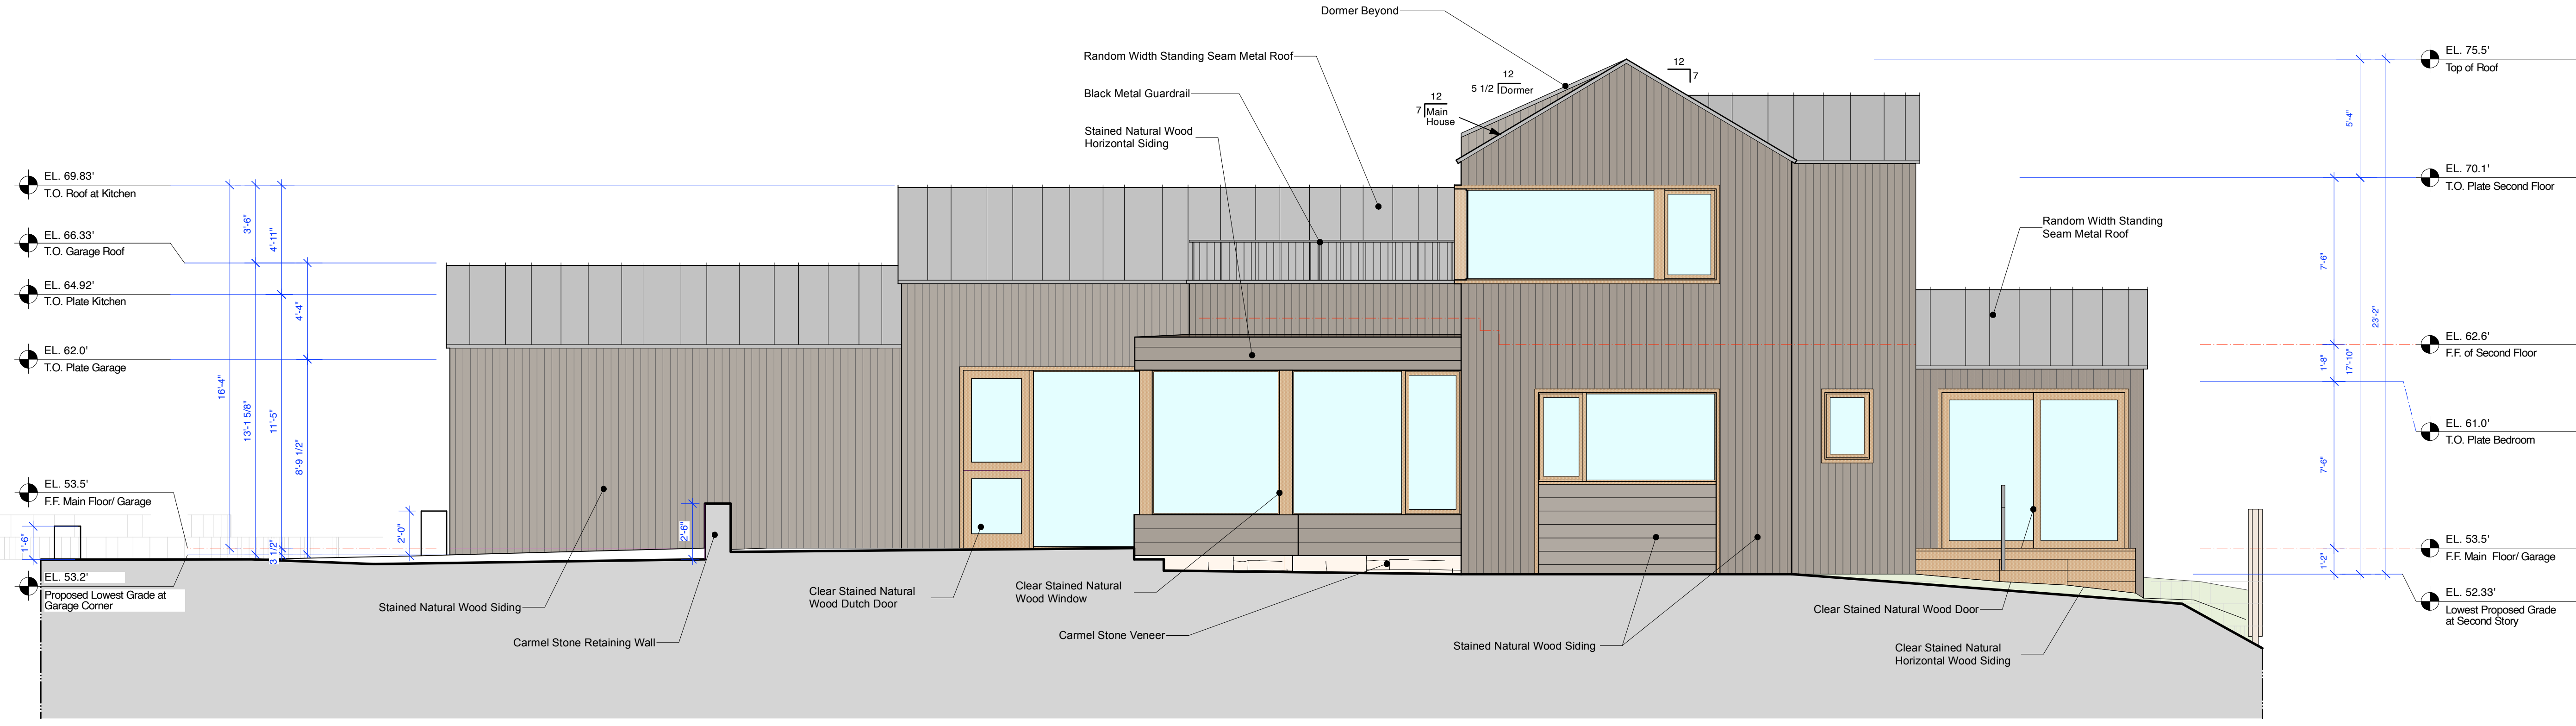 Dormer Beyond
Random Width Standing Seam Metal Roof
Black Metal Guardrail
Stained Natural Wood
Horizontal Siding
12
7
Main
House
12
5 1/2
Dormer
12
7
EL. 69.83'
T.O. Roof at Kitchen
EL. 66.33'
T.O. Garage Roof
EL. 64.92'
T.O. Plate Kitchen
EL. 62.0'
T.O. Plate Garage
EL. 53.5'
F.F. Main Floor/ Garage
EL. 53.2'
Proposed Lowest Grade at
Garage Corner
1'-6"
16'-4"
3'-6"
13'-1 5/8"
4'-11"
11'-5"
3 1/2"
4'-4"
8'-9 1/2"
2'-0"
2'-6"
Stained Natural Wood Siding
Carmel Stone Retaining Wall
Clear Stained Natural
Wood Dutch Door
Clear Stained Natural
Wood Window
Carmel Stone Veneer
Stained Natural Wood Siding
Clear Stained Natural Wood Door
Clear Stained Natural
Horizontal Wood Siding
Random Width Standing
Seam Metal Roof
5'-4"
7'-6"
23'-2"
1'-8"
17'-10"
7'-6"
1'-2"
EL. 75.5'
Top of Roof
EL. 70.1'
T.O. Plate Second Floor
EL. 62.6'
F.F. of Second Floor
EL. 61.0'
T.O. Plate Bedroom
EL. 53.5'
F.F. Main  Floor/ Garage
EL. 52.33'
Lowest Proposed Grade
at Second Story